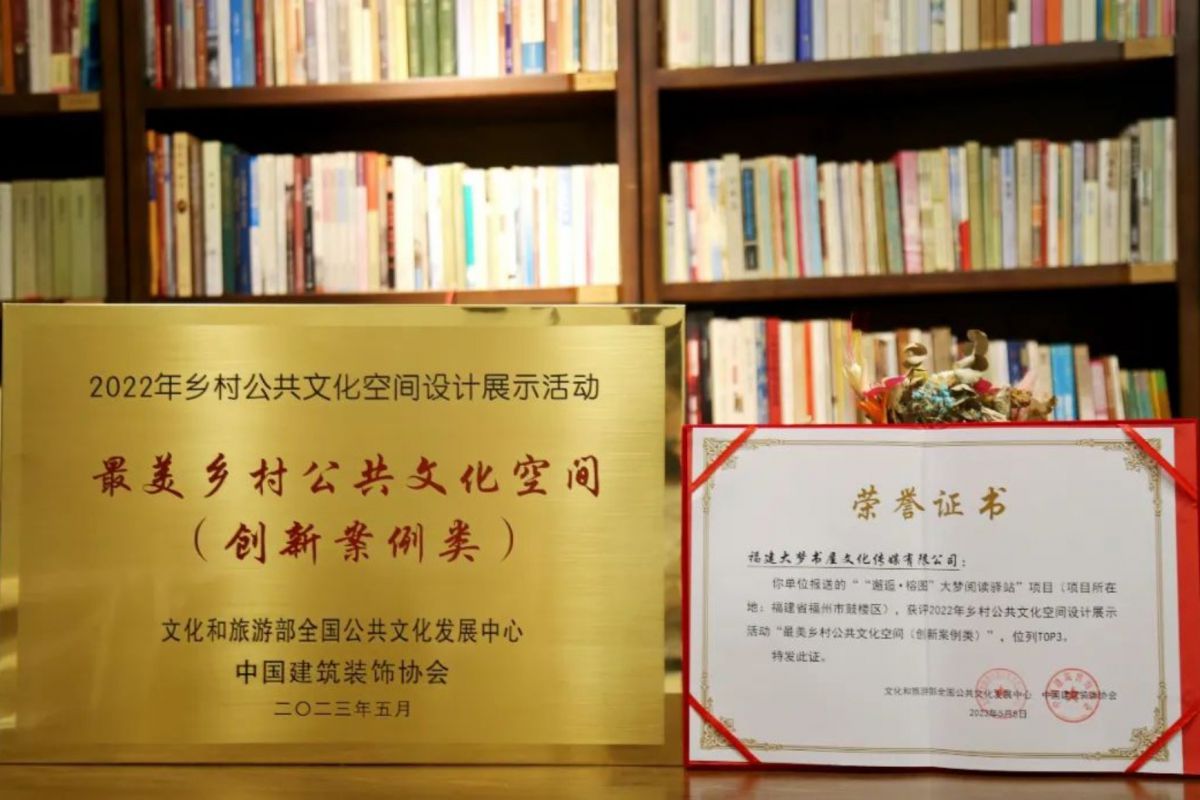 2022年乡村公共文化空间设计展示活动
最美乡村公共文化空间
（创新案例类）
文化和旅游部全国公共文化发展中心
中国建筑装饰协会
二〇二三年五月
荣誉证书
福建大梦书屋文化传媒有限公司：
你单位报送的““邂逅·榕图”大梦阅读驿站”项目（项目所在
地：福建省福州市鼓楼区），获评2022年乡村公共文化空间设计展示
活动“最美乡村公共文化空间（创新案例类）”，位列TOP3。
特发此证。
文化和旅游部全国公共文化发展中心 中国建筑装饰协会
2023年5月8日